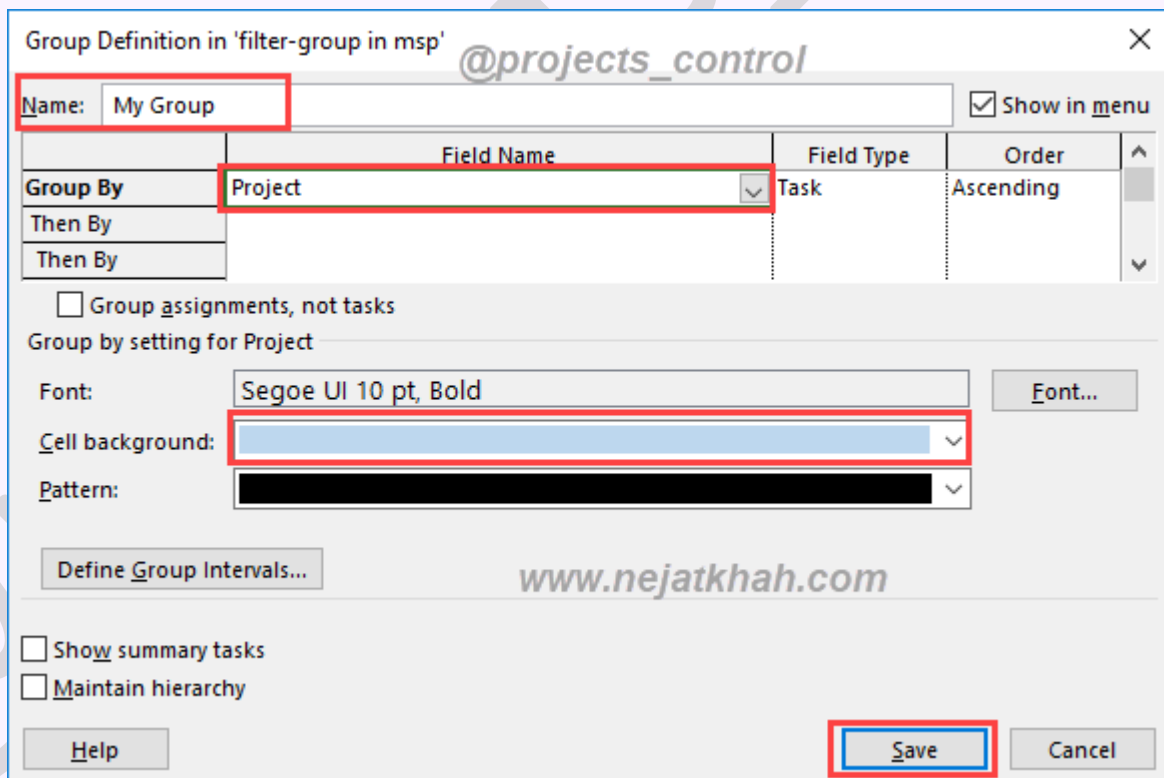 Group Definition in 'filter-group in msp'
@projects_control
Name: My Group Show in menu
Field Name Field Type Order
Group By Project Task Ascending
Then By
Then By
Group assignments, not tasks
Group by setting for Project
Font: Segoe UI 10 pt, Bold Font...
Cell background:
Pattern:
Define Group Intervals...
www.nejatkhah.com
Show summary tasks
Maintain hierarchy
Help Save Cancel